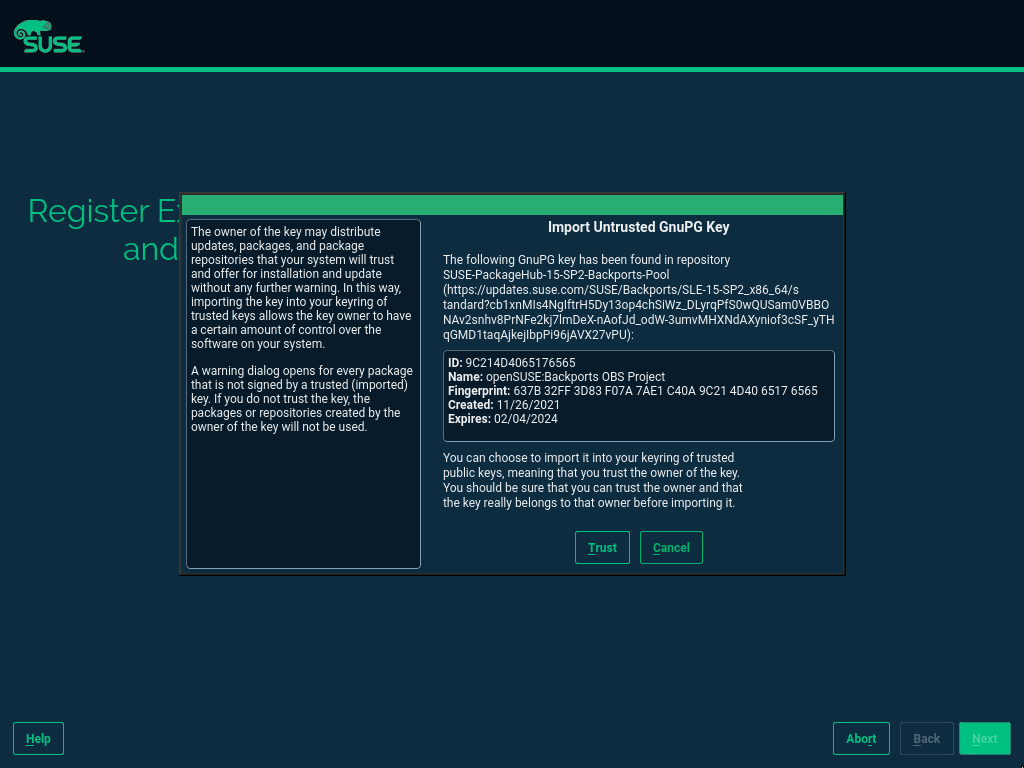 SUSE
Register Ex
and
The owner of the key may distribute
updates, packages, and package
repositories that your system will trust
and offer for installation and update
without any further warning. In this way,
importing the key into your keyring of
trusted keys allows the key owner to have
a certain amount of control over the
software on your system.
A warning dialog opens for every package
that is not signed by a trusted (imported)
key. If you do not trust the key, the
packages or repositories created by the
owner of the key will not be used.
Import Untrusted GnuPG Key
The following GnuPG key has been found in repository
SUSE-PackageHub-15-SP2-Backports-Pool
(https://updates.suse.com/SUSE/Backports/SLE-15-SP2_x86_64/s
tandard?cb1xnMIs4NgIftrH5Dy13op4chSiWz_DLyrqPfS0wQUSam0VBBO
NAv2snhv8PrNFe2kj7lmDeX-nAofJd_odW-3umvMHXNdAXyniof3cSF_yTH
qGMD1taqAjkejIbpPi96jAVX27vPU):
ID: 9C214D4065176565
Name: openSUSE:Backports OBS Project
Fingerprint: 637B 32FF 3D83 F07A 7AE1 C40A 9C21 4D40 6517 6565
Created: 11/26/2021
Expires: 02/04/2024
You can choose to import it into your keyring of trusted
public keys, meaning that you trust the owner of the key.
You should be sure that you can trust the owner and that
the key really belongs to that owner before importing it.
Trust Cancel
Help Abort Back Next